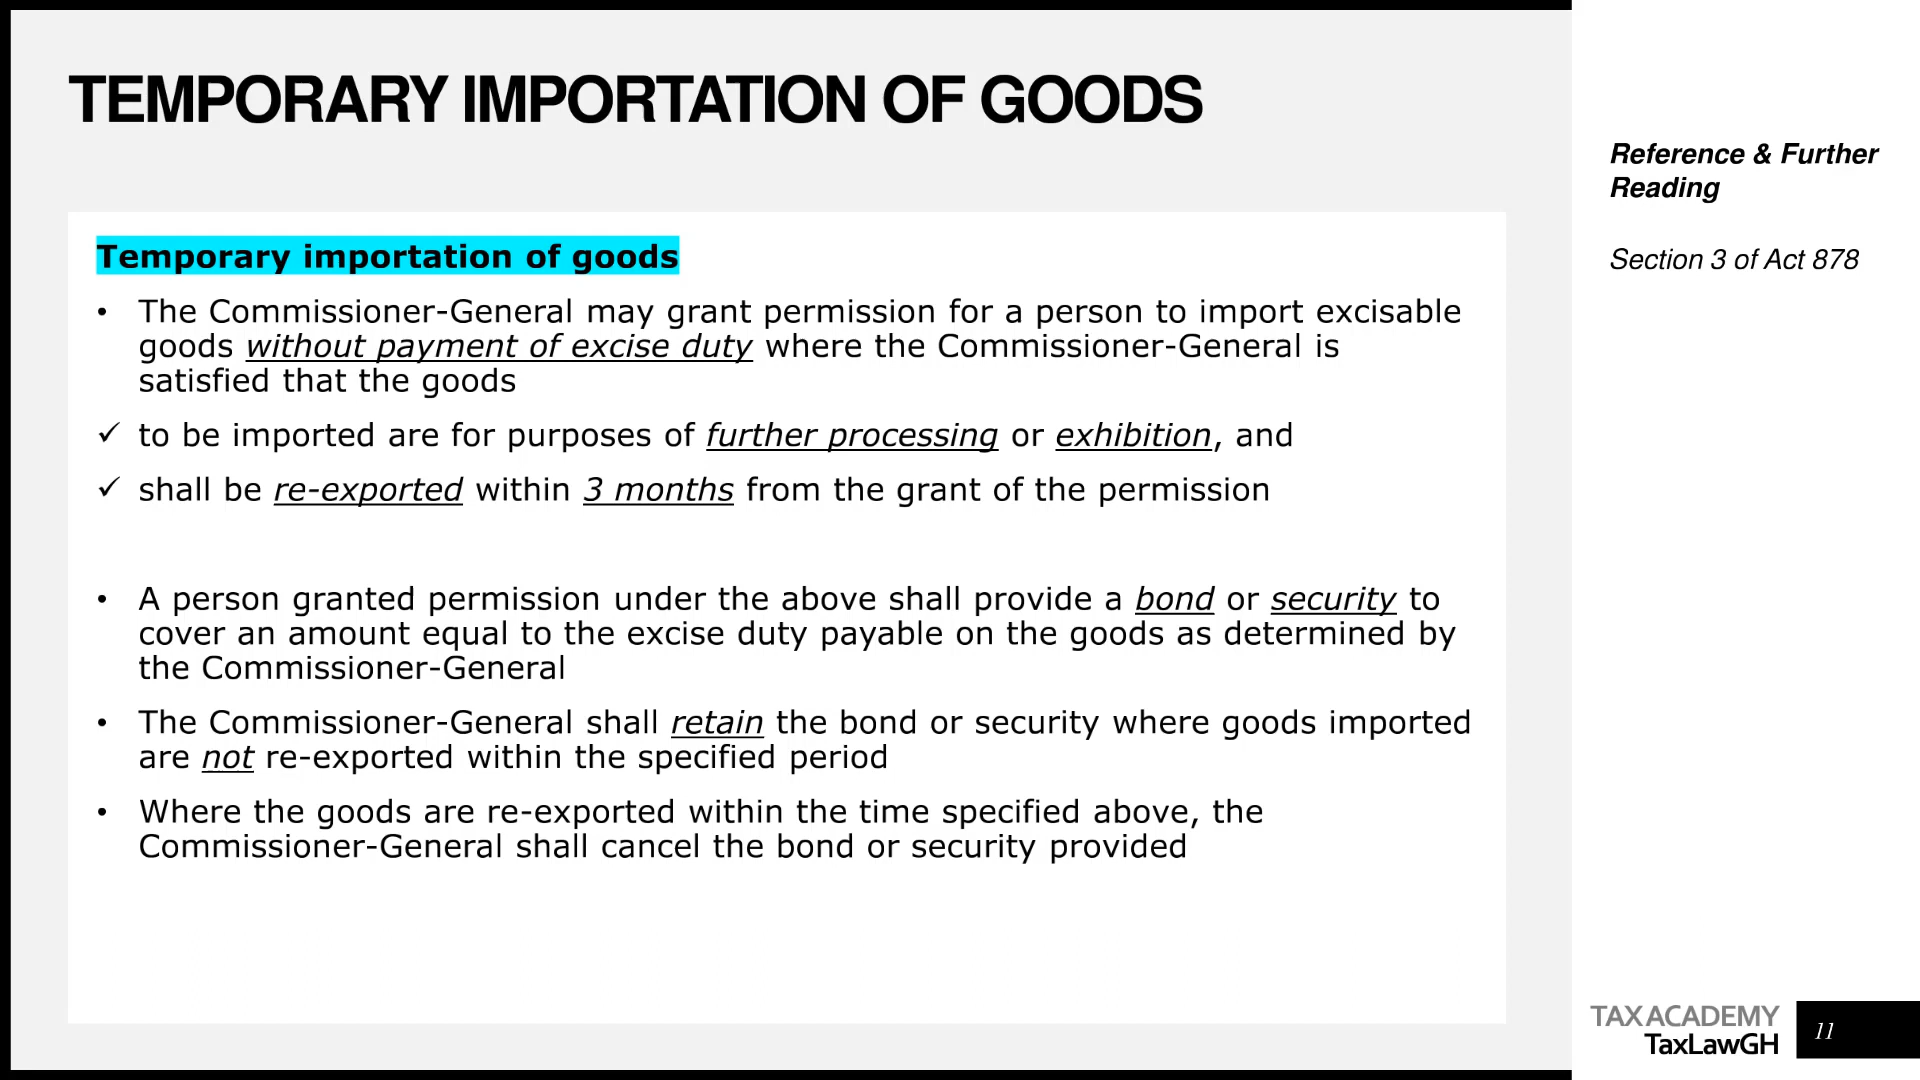 TEMPORARY IMPORTATION OF GOODS
Temporary importation of goods
• The Commissioner-General may grant permission for a person to import excisable
goods without payment of excise duty where the Commissioner-General is
satisfied that the goods
✓ to be imported are for purposes of further processing or exhibition, and
✓ shall be re-exported within 3 months from the grant of the permission
• A person granted permission under the above shall provide a bond or security to
cover an amount equal to the excise duty payable on the goods as determined by
the Commissioner-General
• The Commissioner-General shall retain the bond or security where goods imported
are not re-exported within the specified period
• Where the goods are re-exported within the time specified above, the
Commissioner-General shall cancel the bond or security provided
Reference & Further
Reading
Section 3 of Act 878
TAX ACADEMY
TaxLawGH
11